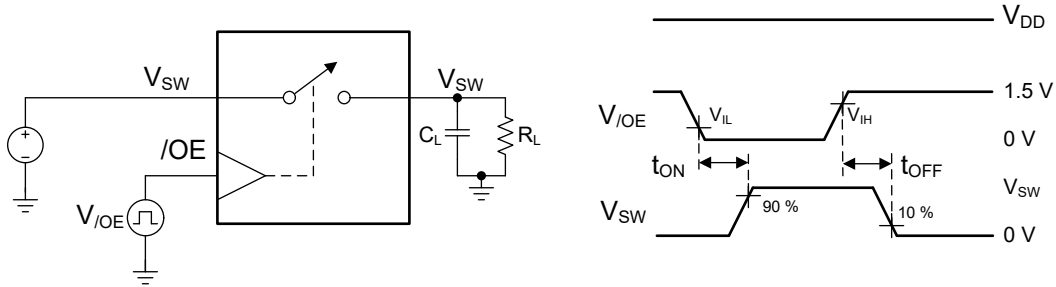 V_SW
V_SW
C_L
R_L
/OE
V_/OE
V_DD
V_/OE
V_IL
V_IH
1.5 V
0 V
t_ON
t_OFF
V_SW
90 %
10 %
V_SW
0 V